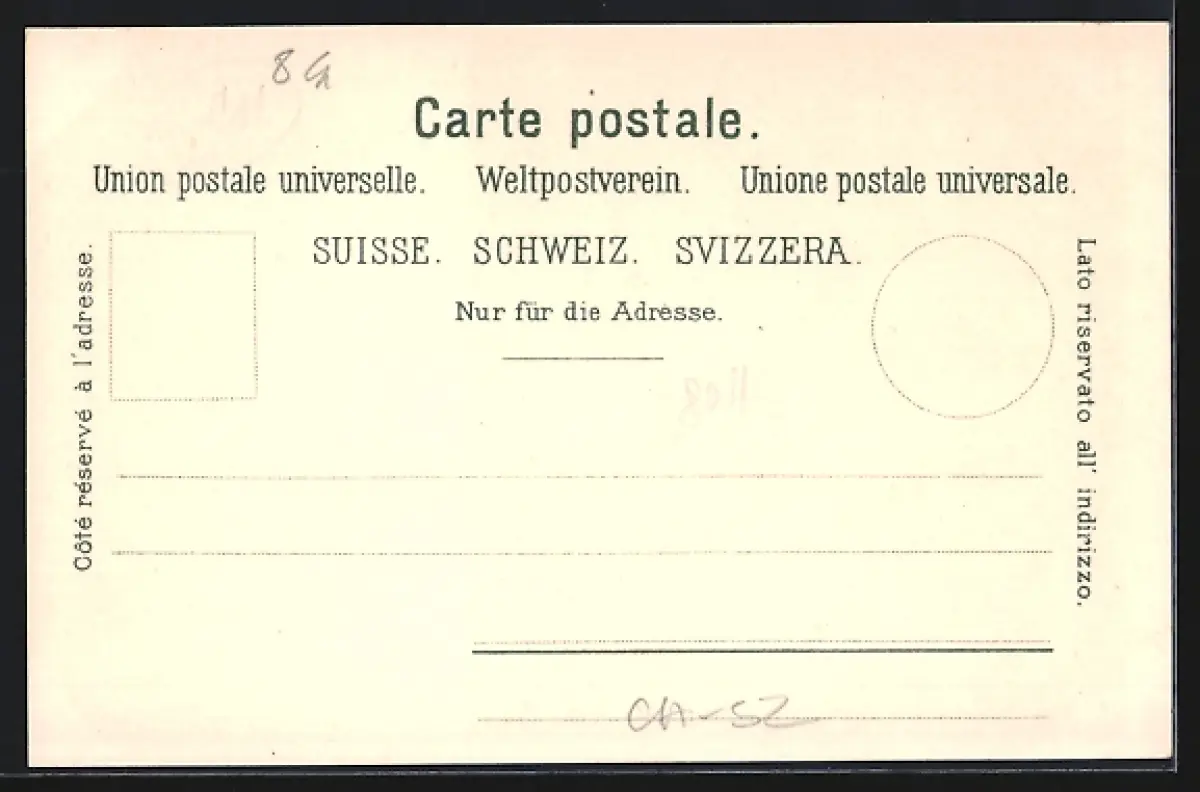 Carte postale.
Union postale universelle. Weltpostverein. Unione postale universale.
SUISSE. SCHWEIZ. SVIZZERA.
Nur für die Adresse.
Côté réservé à l'adresse.
Lato riservato all' indirizzo.
CH-SZ